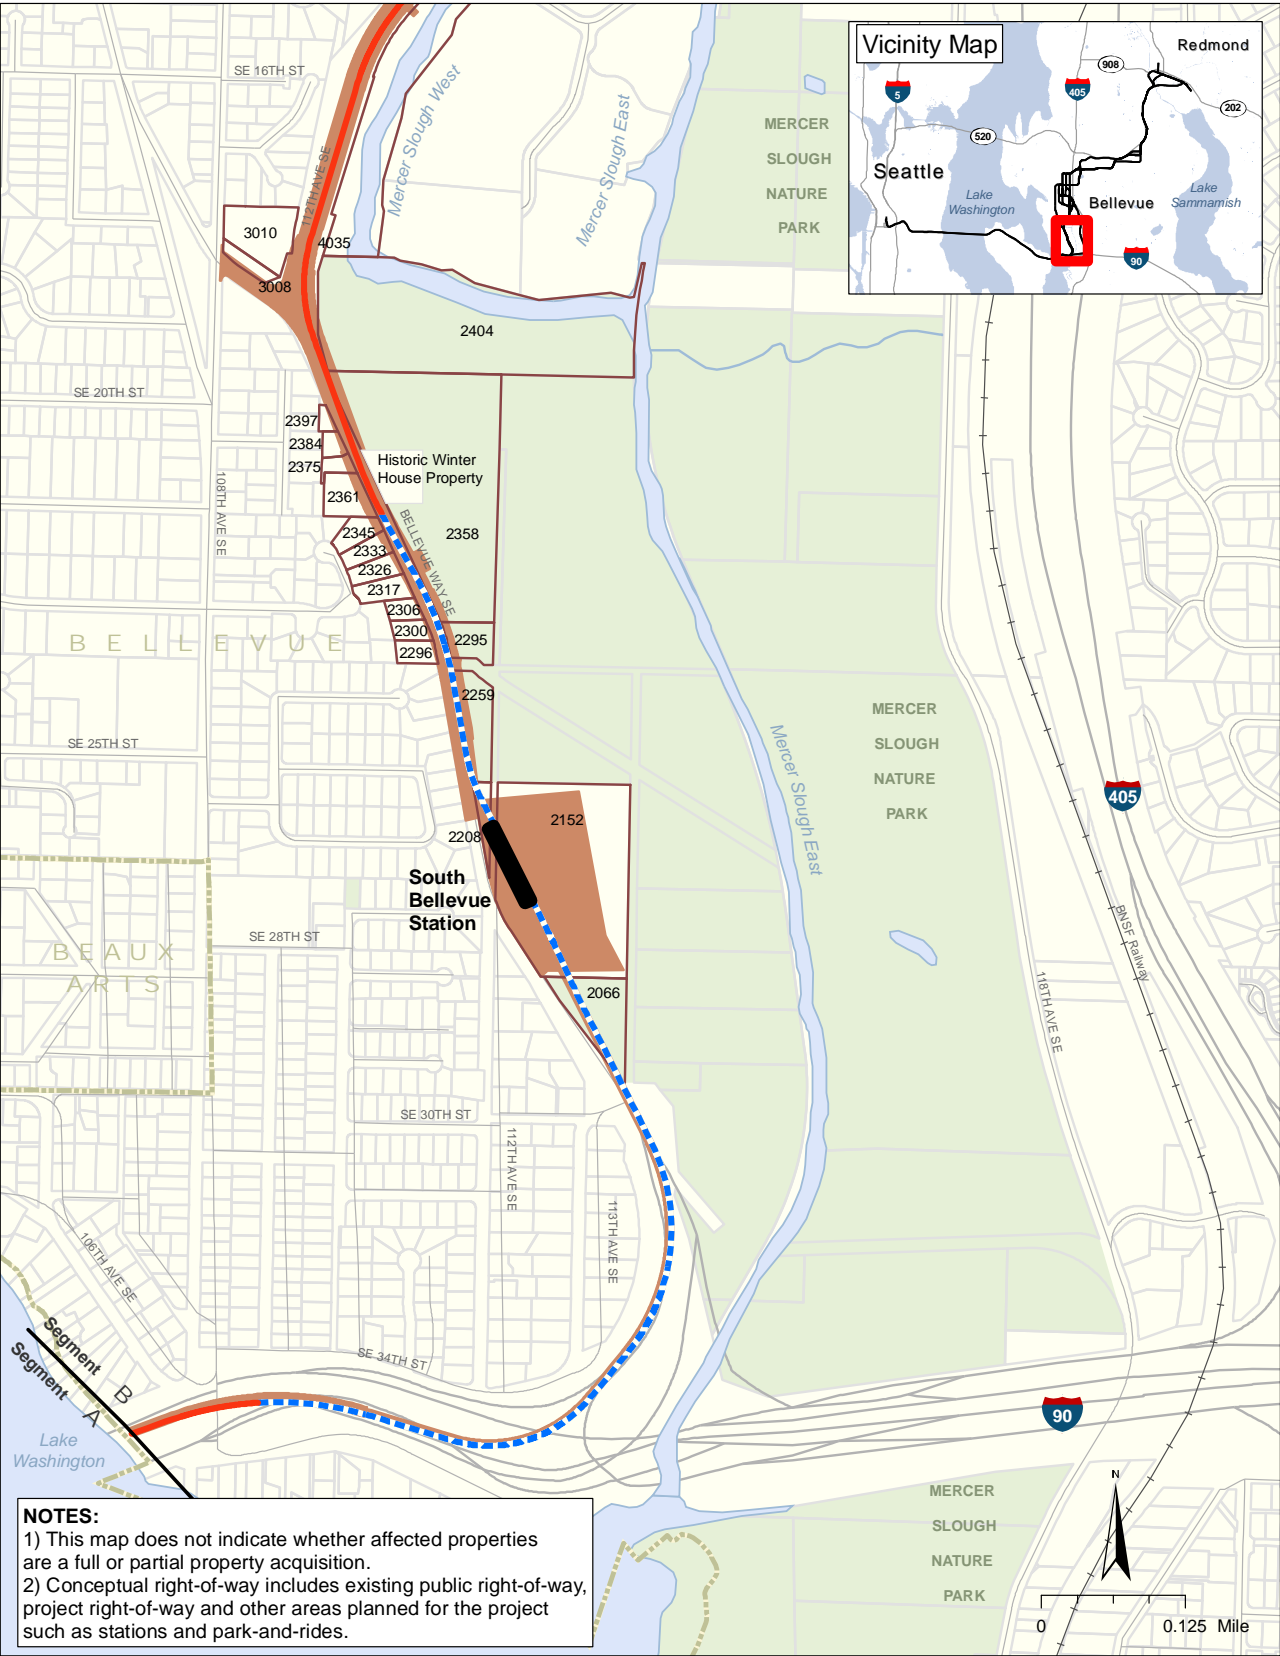 Vicinity Map
Redmond
908
5
405
202
520
Seattle
Lake
Washington
Bellevue
Lake
Sammamish
90
SE 16TH ST
112TH AVE SE
Mercer Slough West
Mercer Slough East
MERCER
SLOUGH
NATURE
PARK
3010
4035
3008
2404
SE 20TH ST
2397
2384
2375
2361
Historic Winter
House Property
108TH AVE SE
2345
2333
2326
2317
2306
2300
2296
BELLEVUE WAY SE
2358
2295
BELLEVUE
2259
SE 25TH ST
Mercer Slough East
MERCER
SLOUGH
NATURE
PARK
405
2208
2152
South
Bellevue
Station
BEAUX
ARTS
SE 28TH ST
2066
BNSF Railway
118TH AVE SE
SE 30TH ST
112TH AVE SE
113TH AVE SE
106TH AVE SE
SE 34TH ST
Segment B
Segment A
Lake
Washington
90
MERCER
SLOUGH
NATURE
PARK
N
0 0.125 Mile
NOTES:
1) This map does not indicate whether affected properties
are a full or partial property acquisition.
2) Conceptual right-of-way includes existing public right-of-way,
project right-of-way and other areas planned for the project
such as stations and park-and-rides.